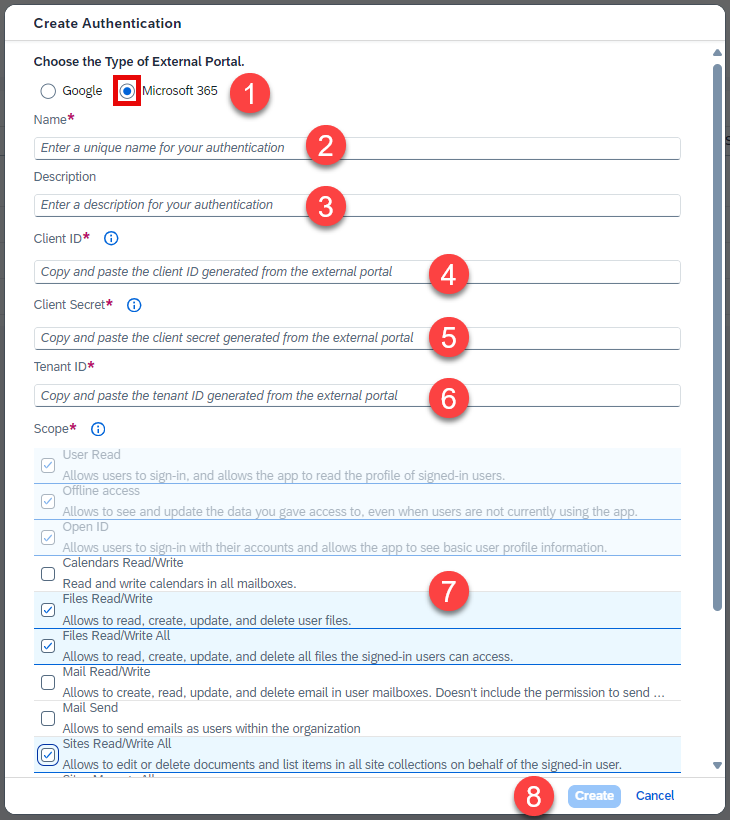 Create Authentication
Choose the Type of External Portal.
Google Microsoft 365 1
Name*
Enter a unique name for your authentication 2
Description
Enter a description for your authentication 3
Client ID*
Copy and paste the client ID generated from the external portal 4
Client Secret*
Copy and paste the client secret generated from the external portal 5
Tenant ID*
Copy and paste the tenant ID generated from the external portal 6
Scope*
User Read
Allows users to sign-in, and allows the app to read the profile of signed-in users.
Offline access
Allows to see and update the data you gave access to, even when users are not currently using the app.
Open ID
Allows users to sign-in with their accounts and allows the app to see basic user profile information.
Calendars Read/Write
Read and write calendars in all mailboxes.
7
Files Read/Write
Allows to read, create, update, and delete user files.
Files Read/Write All
Allows to read, create, update, and delete all files the signed-in users can access.
Mail Read/Write
Allows to create, read, update, and delete email in user mailboxes. Doesn't include the permission to send ...
Mail Send
Allows to send emails as users within the organization
Sites Read/Write All
Allows to edit or delete documents and list items in all site collections on behalf of the signed-in user.
8 Create Cancel